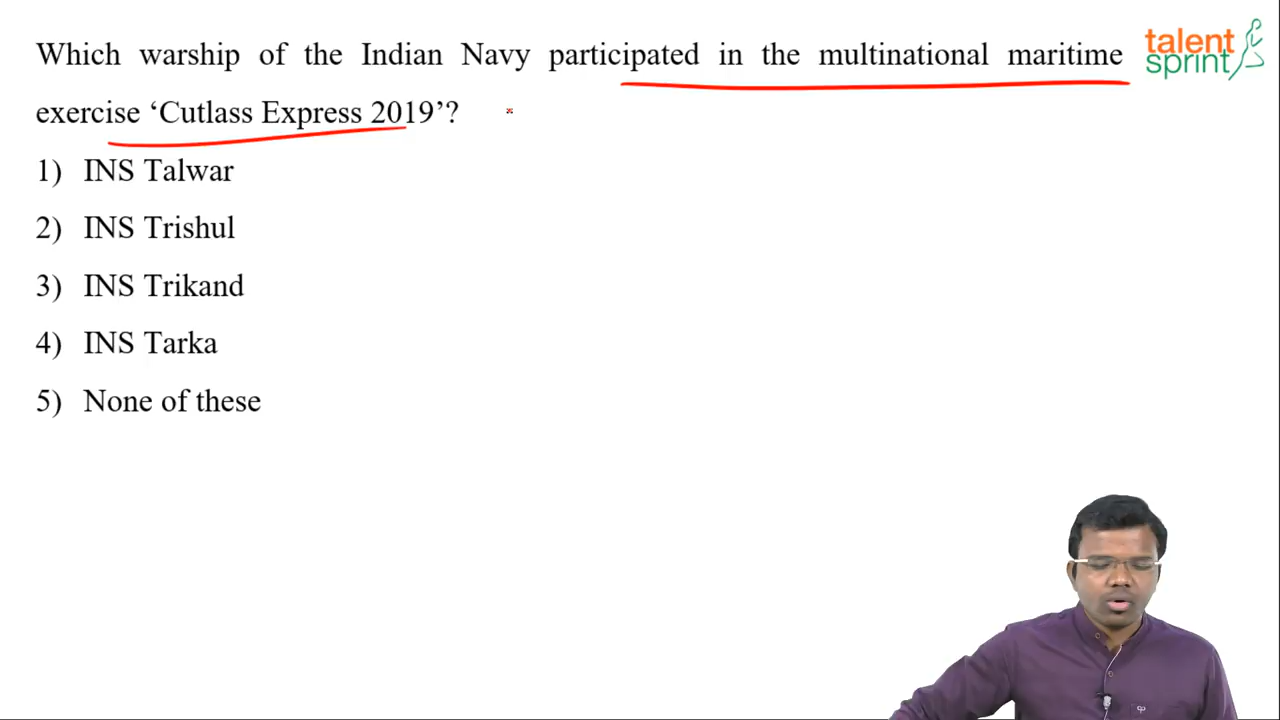 Which warship of the Indian Navy participated in the multinational maritime
exercise ‘Cutlass Express 2019’?
1) INS Talwar
2) INS Trishul
3) INS Trikand
4) INS Tarka
5) None of these
talent
sprint